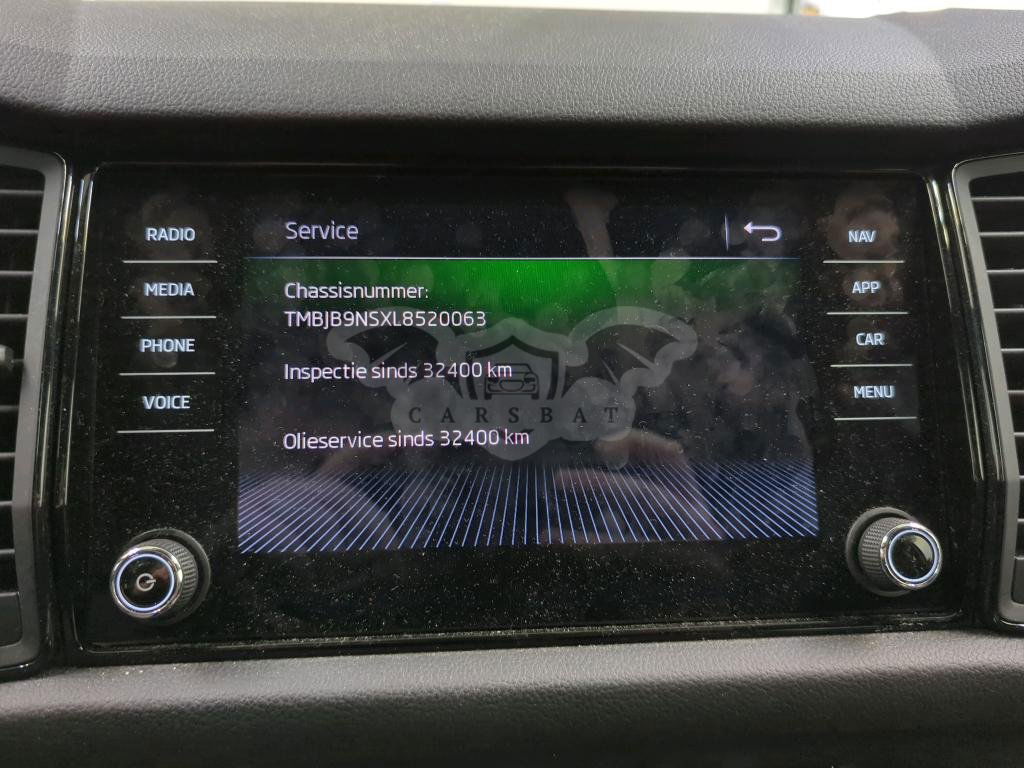 RADIO
MEDIA
PHONE
VOICE
Service
Chassisnummer:
TMBJB9NSXL8520063
Inspectie sinds 32400 km
Olieservice sinds 32400 km
CARSBAT
NAV
APP
CAR
MENU